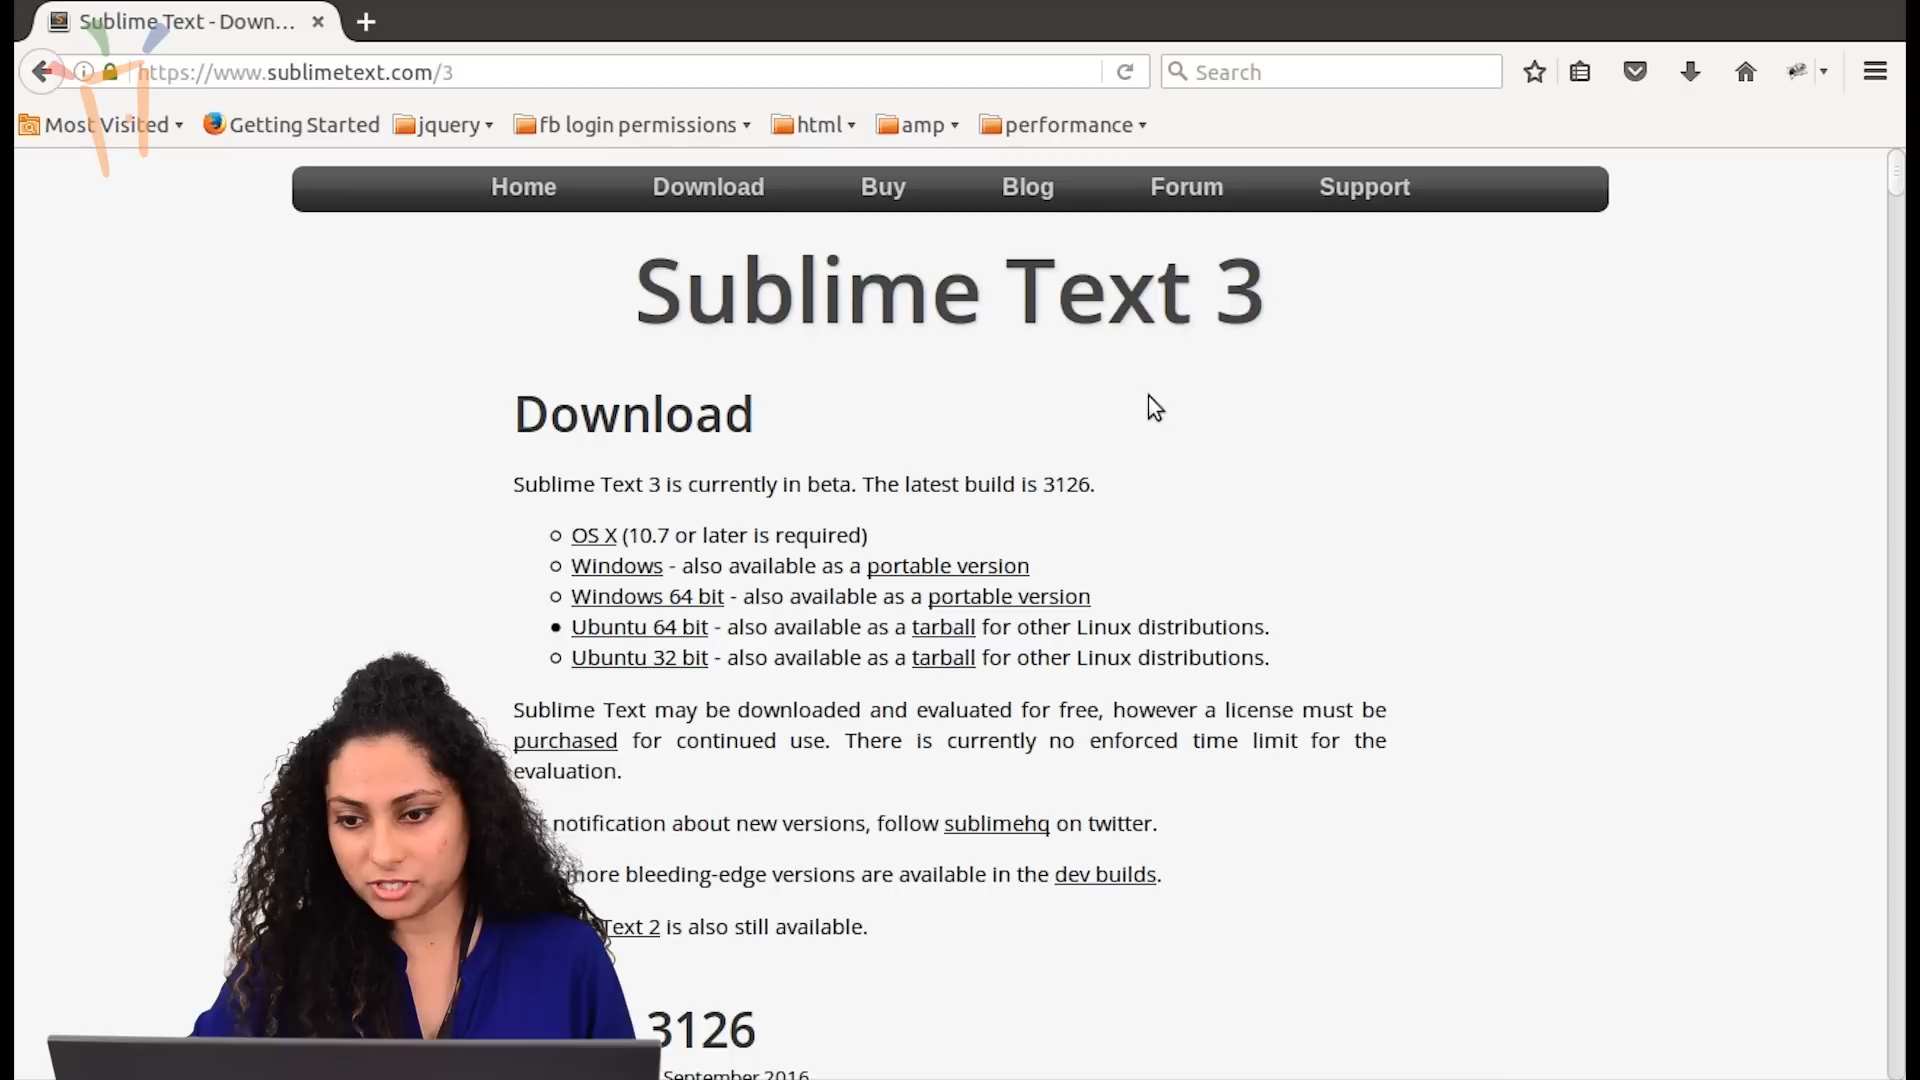 Sublime Text - Down...
https://www.sublimetext.com/3
Search
Most Visited
Getting Started
jquery
fb login permissions
html
amp
performance
Home
Download
Buy
Blog
Forum
Support
Sublime Text 3
Download
Sublime Text 3 is currently in beta. The latest build is 3126.
OS X (10.7 or later is required)
Windows - also available as a portable version
Windows 64 bit - also available as a portable version
Ubuntu 64 bit - also available as a tarball for other Linux distributions.
Ubuntu 32 bit - also available as a tarball for other Linux distributions.
Sublime Text may be downloaded and evaluated for free, however a license must be
purchased for continued use. There is currently no enforced time limit for the
evaluation.
notification about new versions, follow sublimehq on twitter.
more bleeding-edge versions are available in the dev builds.
Text 2 is also still available.
3126
September 2016